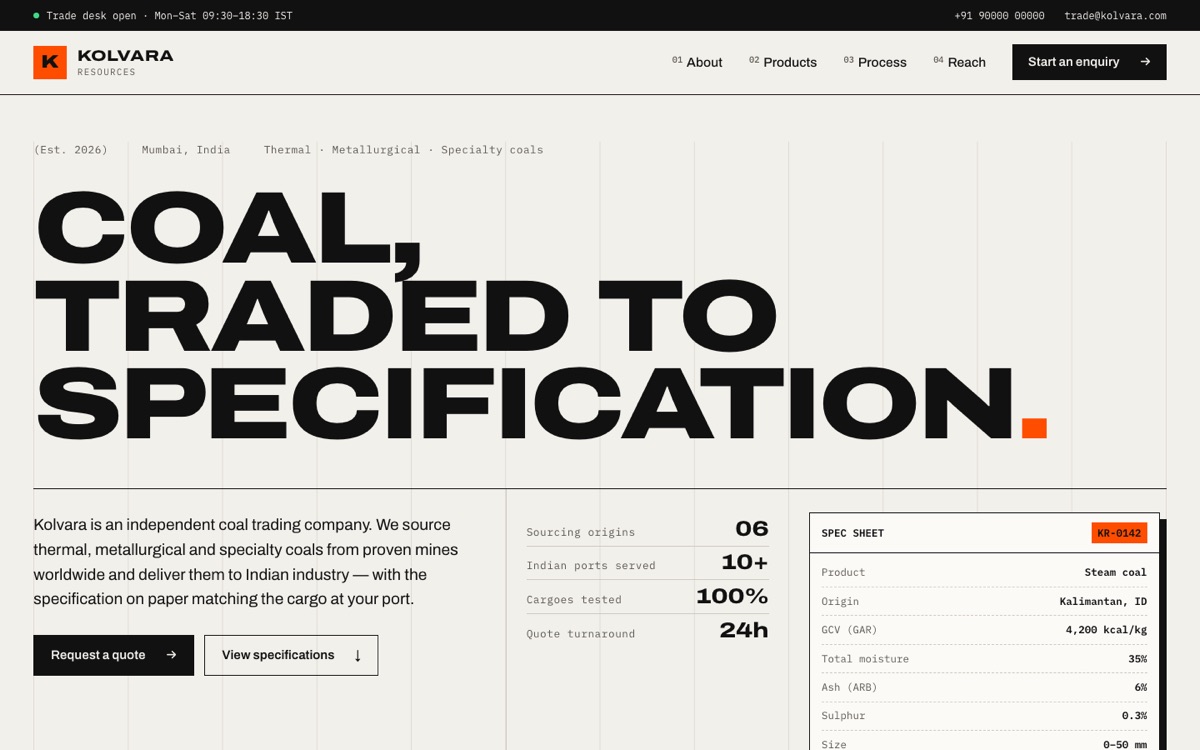 Trade desk open · Mon–Sat 09:30–18:30 IST
+91 90000 00000 trade@kolvara.com
K KOLVARA
RESOURCES
01 About 02 Products 03 Process 04 Reach Start an enquiry →
(Est. 2026) Mumbai, India Thermal · Metallurgical · Specialty coals
COAL,
TRADED TO
SPECIFICATION.
Kolvara is an independent coal trading company. We source
thermal, metallurgical and specialty coals from proven mines
worldwide and deliver them to Indian industry — with the
specification on paper matching the cargo at your port.
Request a quote → View specifications ↓
Sourcing origins 06
Indian ports served 10+
Cargoes tested 100%
Quote turnaround 24h
SPEC SHEET KR-0142
Product Steam coal
Origin Kalimantan, ID
GCV (GAR) 4,200 kcal/kg
Total moisture 35%
Ash (ARB) 6%
Sulphur 0.3%
Size 0–50 mm